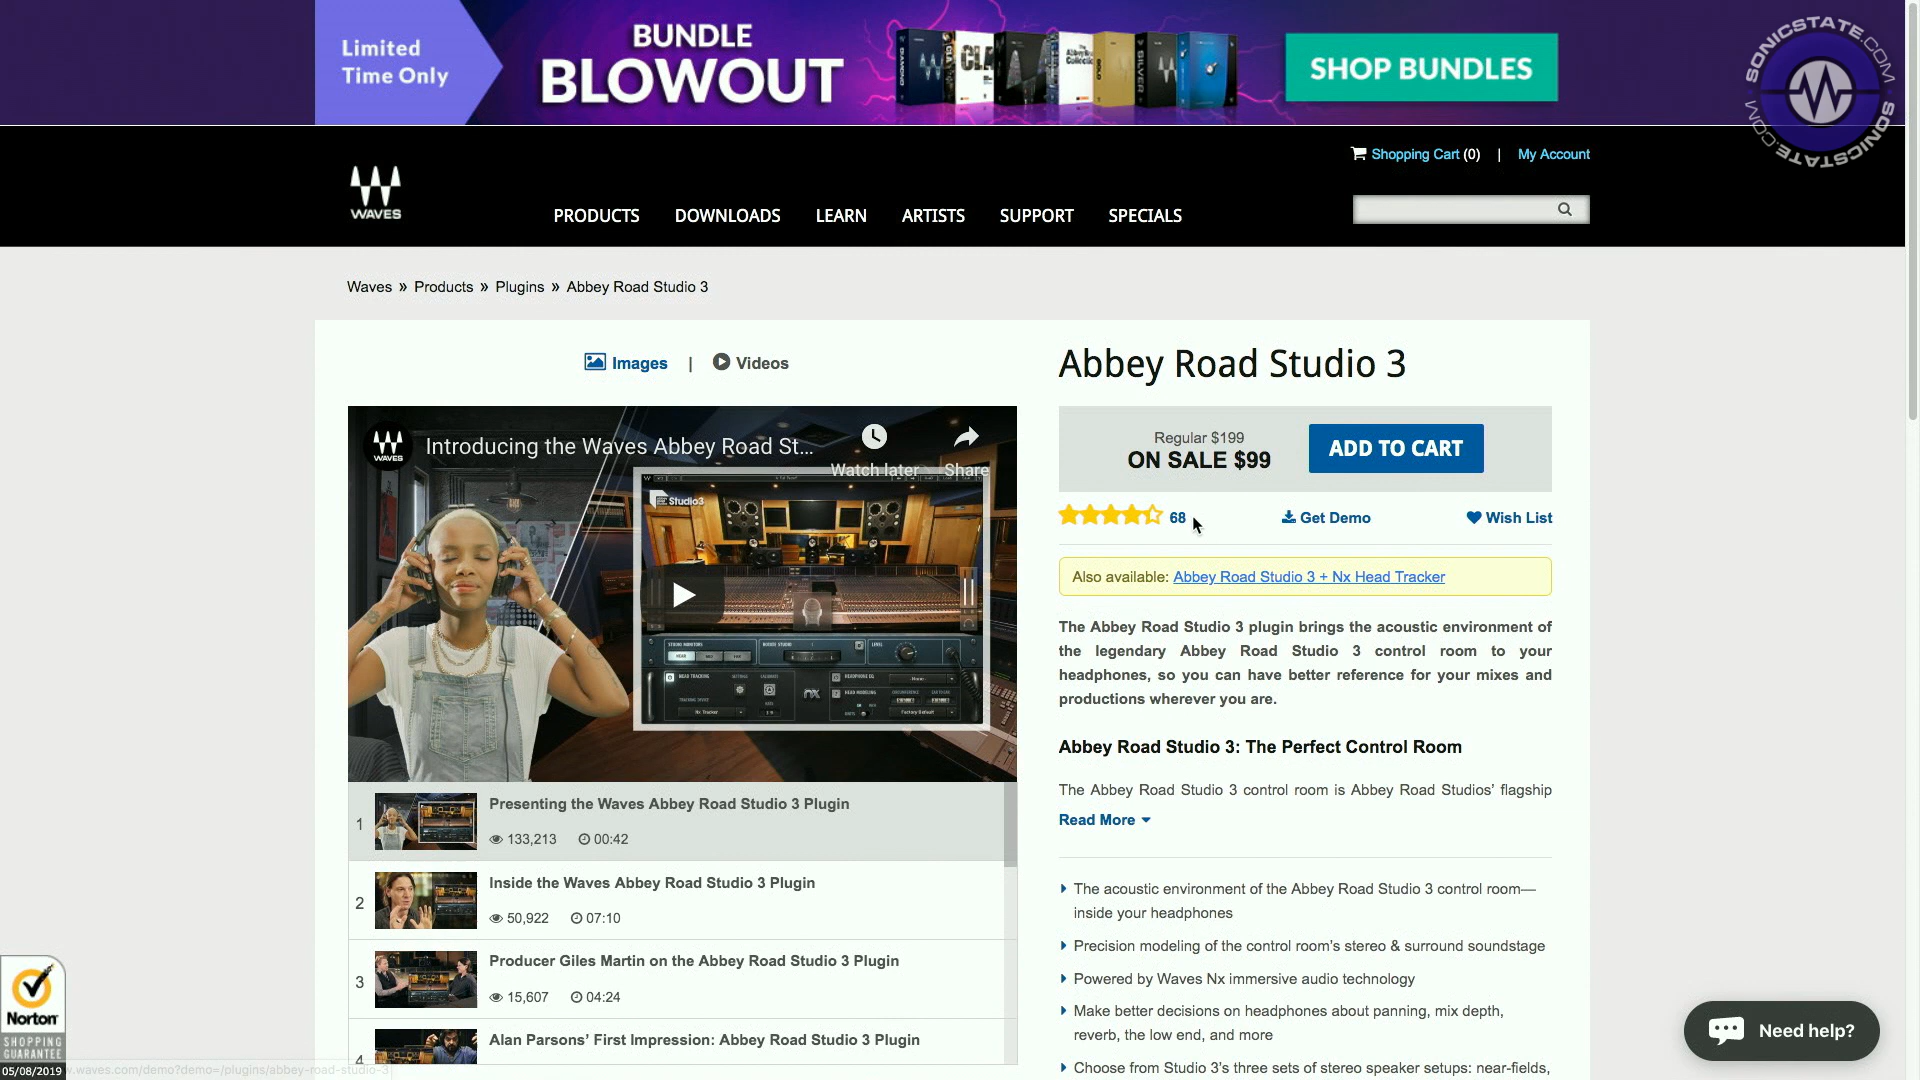 Limited
Time Only
BUNDLE
BLOWOUT
SHOP BUNDLES
SONICSTATE.COM
SONICSTATE.COM
Shopping Cart (0) | My Account
WAVES
PRODUCTS DOWNLOADS LEARN ARTISTS SUPPORT SPECIALS
Waves » Products » Plugins » Abbey Road Studio 3
Images | Videos
WAVES
Introducing the Waves Abbey Road St...
Watch later Share
Studio3
Abbey Road Studio 3
Regular $199
ON SALE $99
ADD TO CART
68 Get Demo Wish List
Also available: Abbey Road Studio 3 + Nx Head Tracker
The Abbey Road Studio 3 plugin brings the acoustic environment of
the legendary Abbey Road Studio 3 control room to your
headphones, so you can have better reference for your mixes and
productions wherever you are.
Abbey Road Studio 3: The Perfect Control Room
The Abbey Road Studio 3 control room is Abbey Road Studios' flagship
Read More
The acoustic environment of the Abbey Road Studio 3 control room—
inside your headphones
Precision modeling of the control room's stereo & surround soundstage
Powered by Waves Nx immersive audio technology
Make better decisions on headphones about panning, mix depth,
reverb, the low end, and more
Choose from Studio 3's three sets of stereo speaker setups: near-fields,
1
Presenting the Waves Abbey Road Studio 3 Plugin
133,213 00:42
2
Inside the Waves Abbey Road Studio 3 Plugin
50,922 07:10
3
Producer Giles Martin on the Abbey Road Studio 3 Plugin
15,607 04:24
4
Alan Parsons' First Impression: Abbey Road Studio 3 Plugin
Norton
SHOPPING
GUARANTEE
05/08/2019
w.waves.com/demo?demo=/plugins/abbey-road-studio-3
Need help?